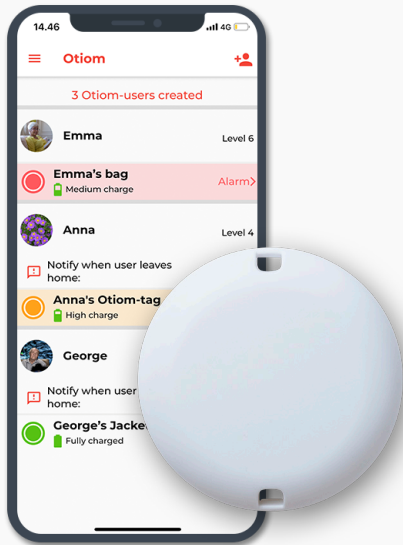 14.46
4G
Otiom
3 Otiom-users created
Emma
Level 6
Emma's bag
Medium charge
Alarm
Anna
Level 4
Notify when user leaves
home:
Anna's Otiom-tag
High charge
George
Notify when user
home:
George's Jacke
Fully charged